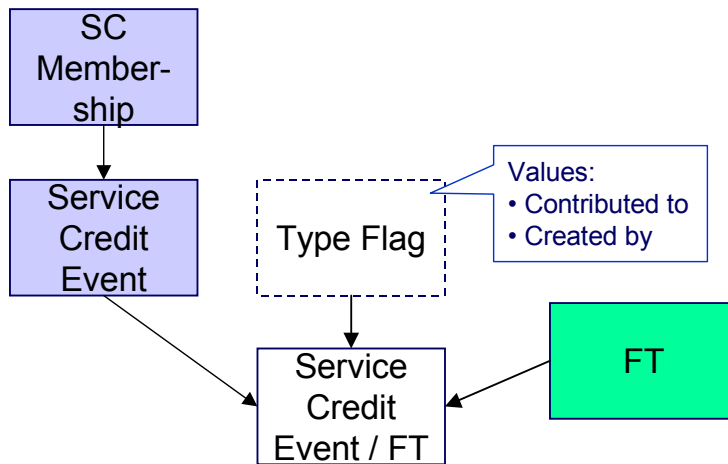 SC
Member-
ship
Service
Credit
Event
Type Flag
Values:
• Contributed to
• Created by
Service
Credit
Event / FT
FT